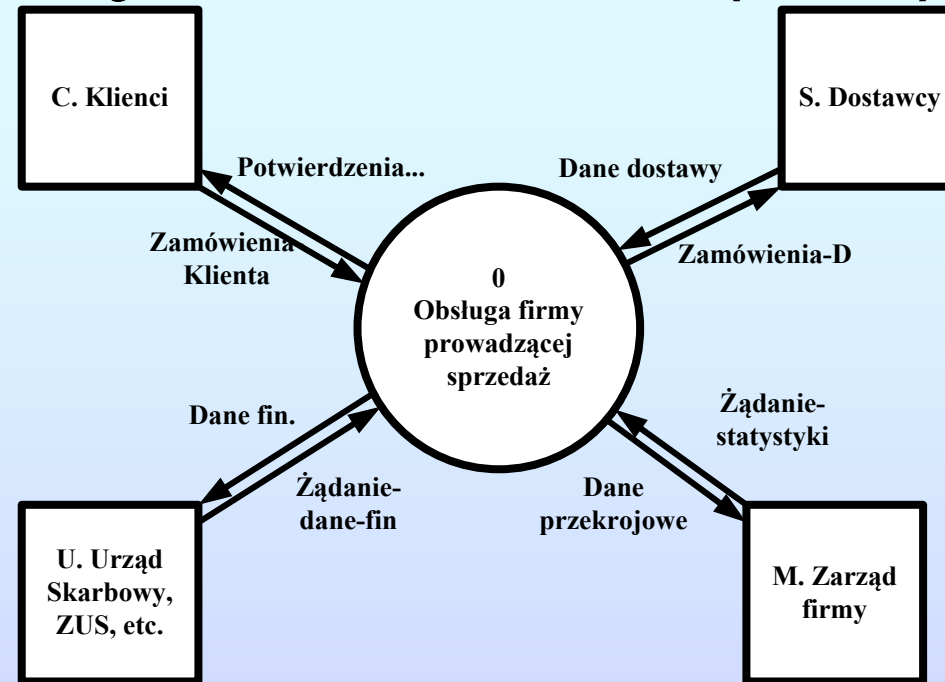 C. Klienci
S. Dostawcy
Potwierdzenia...
Dane dostawy
Zamówienia
Klienta
Zamówienia-D
0
Obsługa firmy
prowadzącej
sprzedaż
Dane fin.
Żądanie-
statystyki
Żądanie-
dane-fin
Dane
przekrojowe
U. Urząd
Skarbowy,
ZUS, etc.
M. Zarząd
firmy